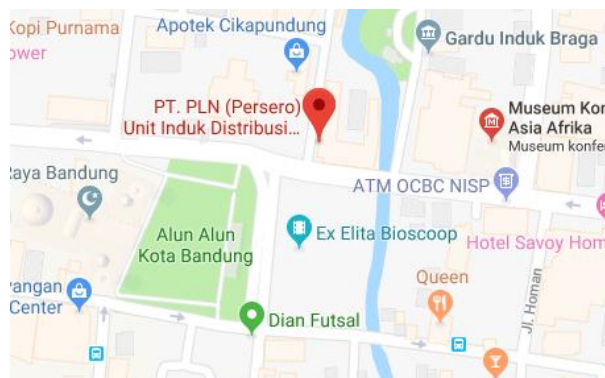 Kopi Purnama
ower
Apotek Cikapundung
Gardu Induk Braga
PT. PLN (Persero)
Unit Induk Distribusi...
Museum Kon
Asia Afrika
Museum konfe
Raya Bandung
ATM OCBC NISP
Alun Alun
Kota Bandung
Ex Elita Bioscoop
Hotel Savoy Hom
yangan
Center
Queen
Jl. Homan
Dian Futsal